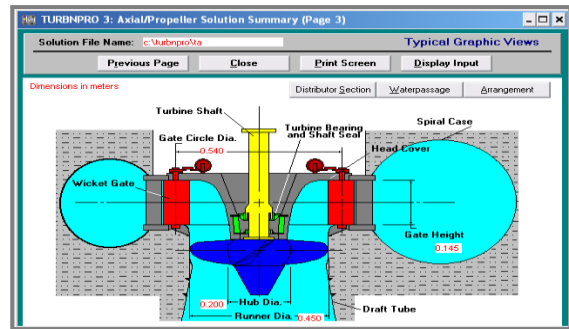 TURBNPRO 3: Axial/Propeller Solution Summary (Page 3)
Solution File Name: c:\turbnpro\ta Typical Graphic Views
Previous Page Close Print Screen Display Input
Dimensions in meters
Distributor Section Waterpassage Arrangement
Turbine Shaft
Spiral Case
Gate Circle Dia.
Turbine Bearing
and Shaft Seal
0.540
Head Cover
Wicket Gate
Gate Height
0.145
0.200 Hub Dia.
Draft Tube
Runner Dia. 0.450